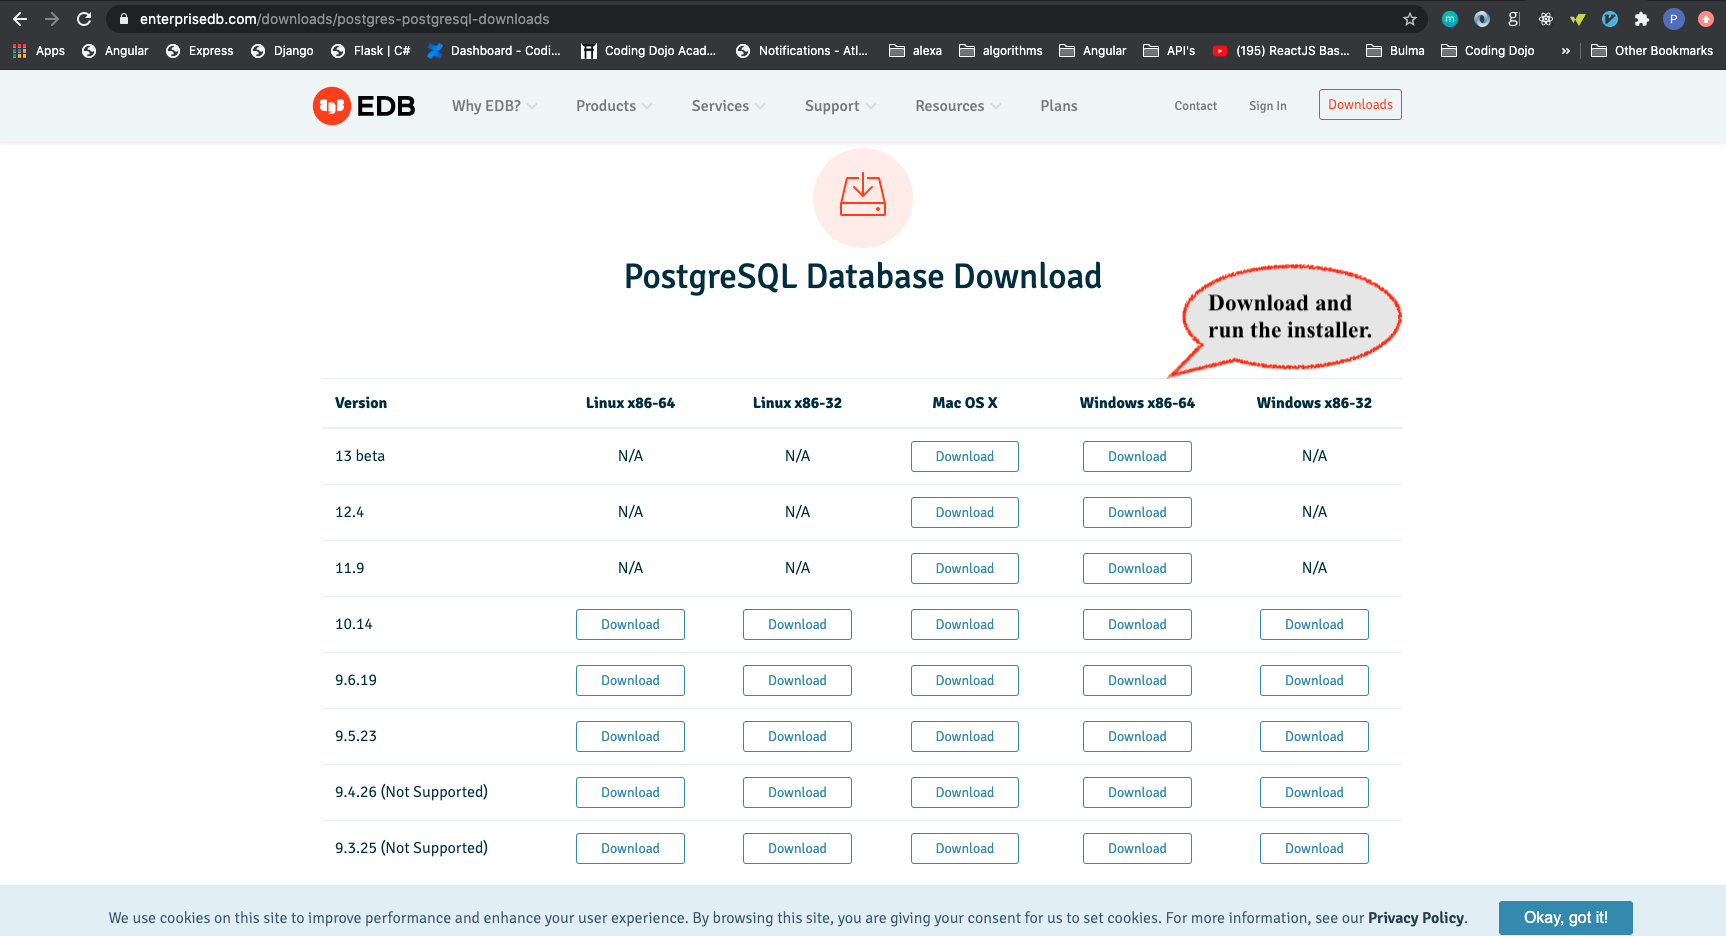 enterprisedb.com/downloads/postgres-postgresql-downloads
m g P
Apps Angular Express Django Flask | C# Dashboard - Codi... Coding Dojo Acad... Notifications - Atl... alexa algorithms Angular API's (195) ReactJS Bas... Bulma Coding Dojo » Other Bookmarks
EDB Why EDB? Products Services Support Resources Plans Contact Sign In Downloads
PostgreSQL Database Download
Download and
run the installer.
Version Linux x86-64 Linux x86-32 Mac OS X Windows x86-64 Windows x86-32
13 beta N/A N/A Download Download N/A
12.4 N/A N/A Download Download N/A
11.9 N/A N/A Download Download N/A
10.14 Download Download Download Download Download
9.6.19 Download Download Download Download Download
9.5.23 Download Download Download Download Download
9.4.26 (Not Supported) Download Download Download Download Download
9.3.25 (Not Supported) Download Download Download Download Download
We use cookies on this site to improve performance and enhance your user experience. By browsing this site, you are giving your consent for us to set cookies. For more information, see our Privacy Policy. Okay, got it!